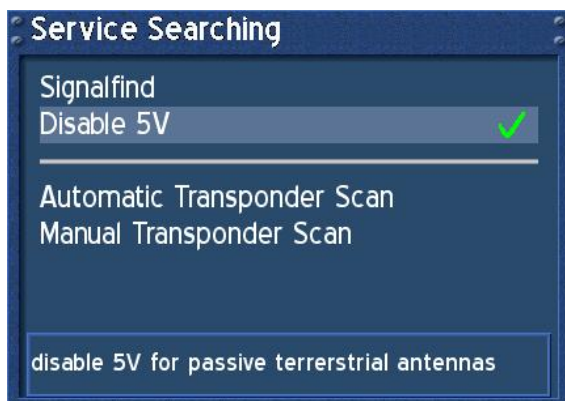 Service Searching
Signalfind
Disable 5V
Automatic Transponder Scan
Manual Transponder Scan
disable 5V for passive terrerstrial antennas